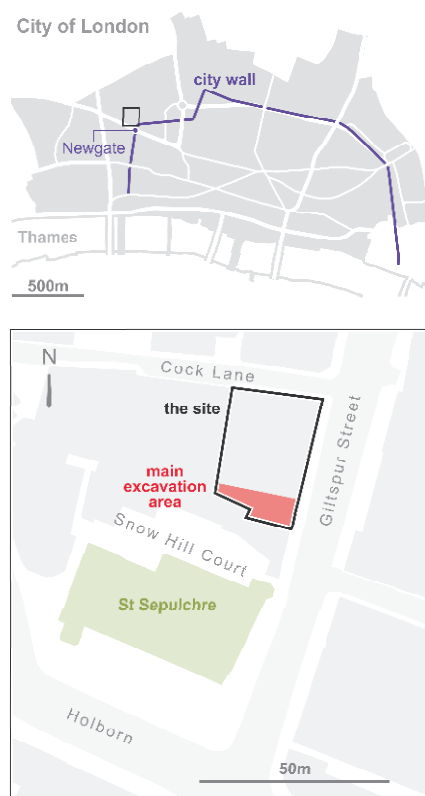 City of London
city wall
Newgate
Thames
500m
N
Cock Lane
the site
Giltspur Street
main
excavation
area
Snow Hill Court
St Sepulchre
Holborn
50m